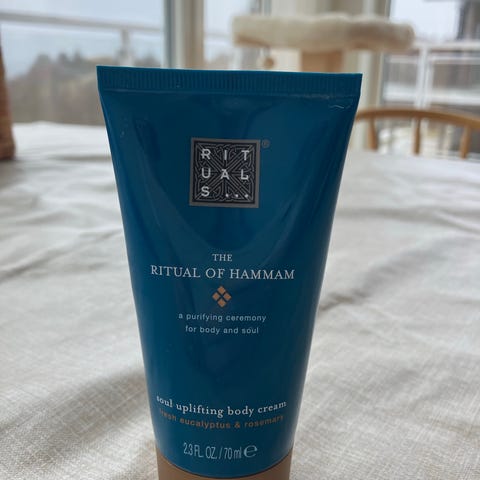 RIT
UAL
S...
®
THE
RITUAL OF HAMMAM
a purifying ceremony
for body and soul
soul uplifting body cream
fresh eucalyptus & rosemary
2.3 FL. OZ. / 70 ml ℮